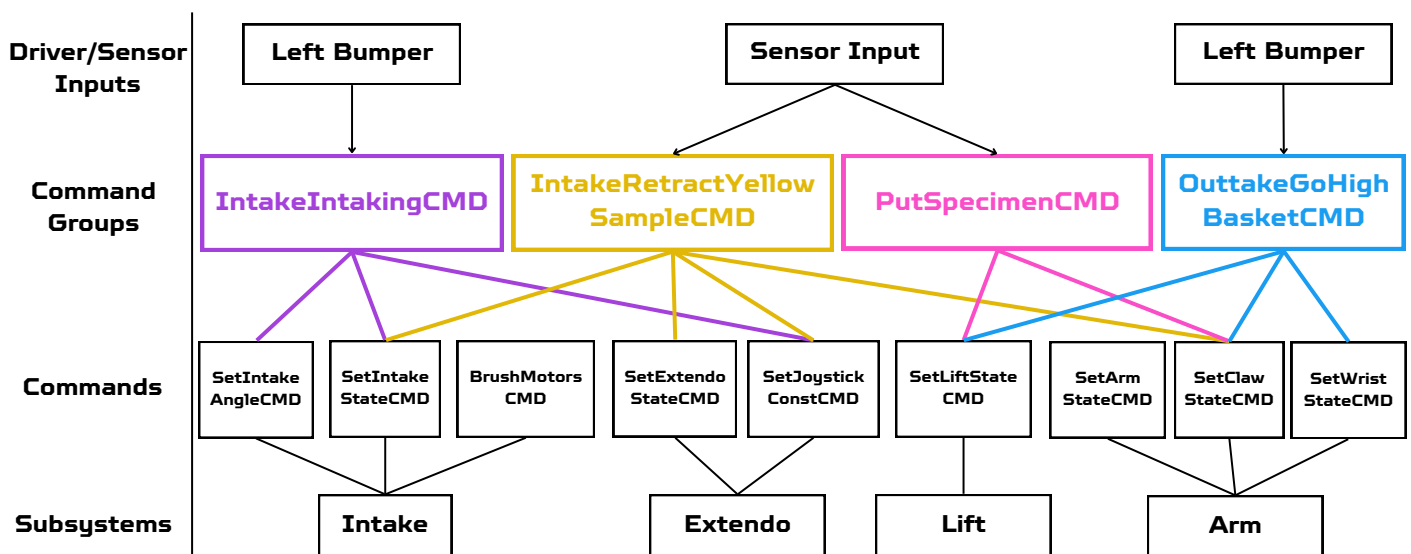 Driver/Sensor
Inputs
Left Bumper
Sensor Input
Left Bumper
Command
Groups
IntakeIntakingCMD
IntakeRetractYellow
SampleCMD
PutSpecimenCMD
OuttakeGoHigh
BasketCMD
Commands
SetIntake
AngleCMD
SetIntake
StateCMD
BrushMotors
CMD
SetExtendo
StateCMD
SetJoystick
ConstCMD
SetLiftState
CMD
SetArm
StateCMD
SetClaw
StateCMD
SetWrist
StateCMD
Subsystems
Intake
Extendo
Lift
Arm